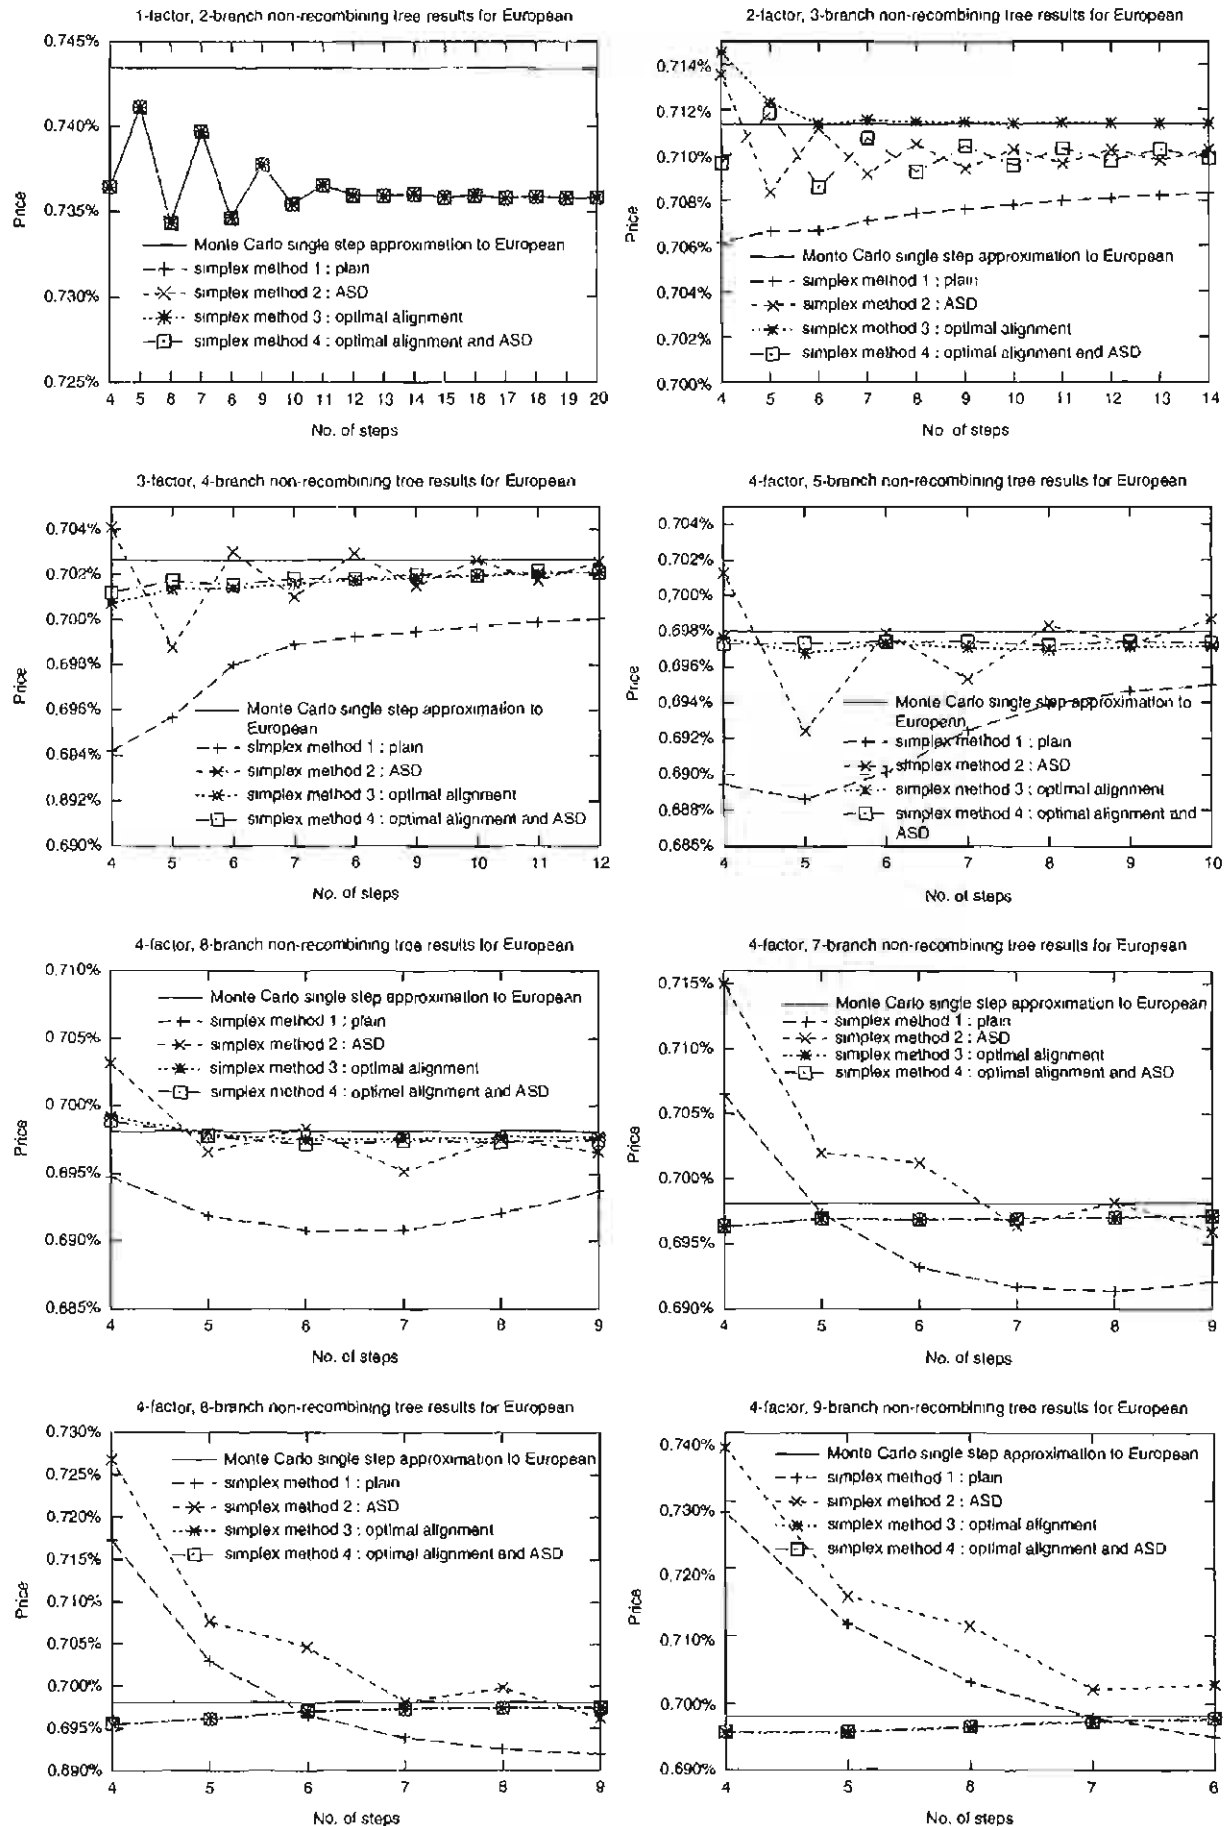 1-factor, 2-branch non-recombining tree results for European
0.745%
0.740%
0.735%
0.730%
0.725%
Price
Monte Carlo single step approximation to European
simplex method 1 : plain
simplex method 2 : ASD
simplex method 3 : optimal alignment
simplex method 4 : optimal alignment and ASD
4 5 6 7 8 9 10 11 12 13 14 15 16 17 18 19 20
No. of steps
2-factor, 3-branch non-recombining tree results for European
0.714%
0.712%
0.710%
0.708%
0.706%
0.704%
0.702%
0.700%
Price
Monte Carlo single step approximation to European
simplex method 1 : plain
simplex method 2 : ASD
simplex method 3 : optimal alignment
simplex method 4 : optimal alignment and ASD
4 5 6 7 8 9 10 11 12 13 14
No. of steps
3-factor, 4-branch non-recombining tree results for European
0.704%
0.702%
0.700%
0.698%
0.696%
0.694%
0.692%
0.690%
Price
Monte Carlo single step approximation to
European
simplex method 1 : plain
simplex method 2 : ASD
simplex method 3 : optimal alignment
simplex method 4 : optimal alignment and ASD
4 5 6 7 8 9 10 11 12
No. of steps
4-factor, 5-branch non-recombining tree results for European
0.704%
0.702%
0.700%
0.698%
0.696%
0.694%
0.692%
0.690%
0.688%
0.686%
Price
Monte Carlo single step approximation to
European
simplex method 1 : plain
simplex method 2 : ASD
simplex method 3 : optimal alignment
simplex method 4 : optimal alignment and
ASD
4 5 6 7 8 9 10
No. of steps
4-factor, 6-branch non-recombining tree results for European
0.710%
0.705%
0.700%
0.695%
0.690%
0.685%
Price
Monte Carlo single step approximation to European
simplex method 1 : plain
simplex method 2 : ASD
simplex method 3 : optimal alignment
simplex method 4 : optimal alignment and ASD
4 5 6 7 8 9
No. of steps
4-factor, 7-branch non-recombining tree results for European
0.715%
0.710%
0.705%
0.700%
0.695%
0.690%
Price
Monte Carlo single step approximation to European
simplex method 1 : plain
simplex method 2 : ASD
simplex method 3 : optimal alignment
simplex method 4 : optimal alignment and ASD
4 5 6 7 8 9
No. of steps
4-factor, 8-branch non-recombining tree results for European
0.730%
0.725%
0.720%
0.715%
0.710%
0.705%
0.700%
0.695%
0.690%
Price
Monte Carlo single step approximation to European
simplex method 1 : plain
simplex method 2 : ASD
simplex method 3 : optimal alignment
simplex method 4 : optimal alignment and ASD
4 5 6 7 8 9
No. of steps
4-factor, 9-branch non-recombining tree results for European
0.740%
0.730%
0.720%
0.710%
0.700%
0.690%
Price
Monte Carlo single step approximation to European
simplex method 1 : plain
simplex method 2 : ASD
simplex method 3 : optimal alignment
simplex method 4 : optimal alignment and ASD
4 5 6 7 8
No. of steps